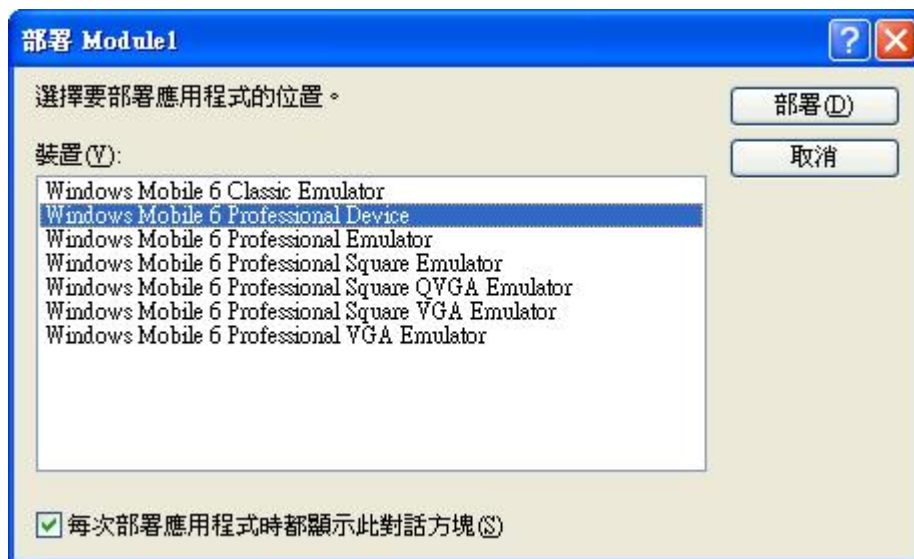 部署 Module1
選擇要部署應用程式的位置。
部署(D)
裝置(V):
取消
Windows Mobile 6 Classic Emulator
Windows Mobile 6 Professional Device
Windows Mobile 6 Professional Emulator
Windows Mobile 6 Professional Square Emulator
Windows Mobile 6 Professional Square QVGA Emulator
Windows Mobile 6 Professional Square VGA Emulator
Windows Mobile 6 Professional VGA Emulator
每次部署應用程式時都顯示此對話方塊(S)